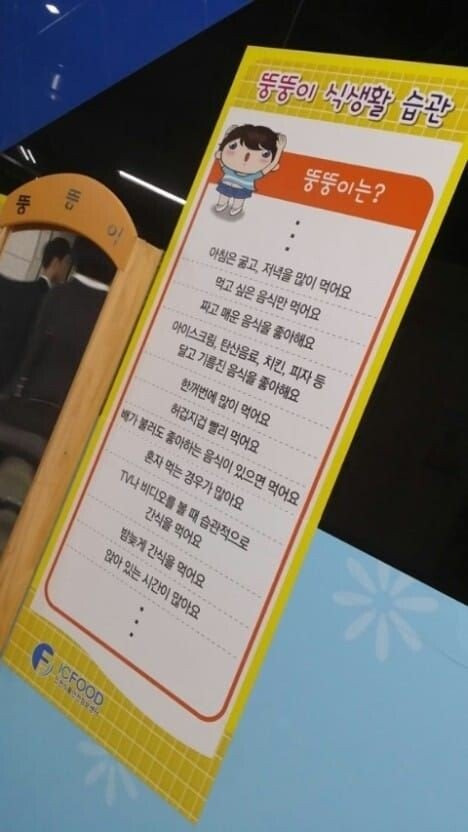 뚱뚱이 식생활 습관
뚱뚱이는?
아침은 굶고, 저녁을 많이 먹어요
먹고 싶은 음식만 먹어요
짜고 매운 음식을 좋아해요
아이스크림, 탄산음료, 치킨, 피자 등
달고 기름진 음식을 좋아해요
한꺼번에 많이 먹어요
허겁지겁 빨리 먹어요
배가 불러도 좋아하는 음식이 있으면 먹어요
혼자 먹는 경우가 많아요
TV나 비디오를 볼 때 습관적으로
간식을 먹어요
밤늦게 간식을 먹어요
앉아 있는 시간이 많아요
ICFOOD
뚱뚱이